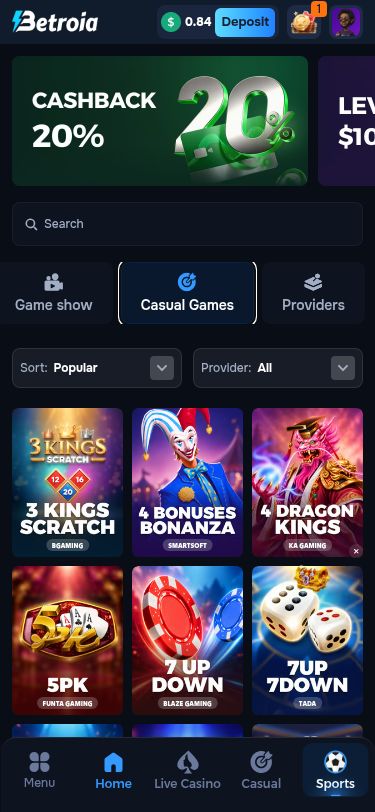 Betroia
$ 0.84 Deposit
1
CASHBACK
20%
20%
LEV
$10
Search
Game show
Casual Games
Providers
Sort: Popular
Provider: All
3 KINGS
SCRATCH
12 16
20
3 KINGS
SCRATCH
BGAMING
4 BONUSES
BONANZA
SMARTSOFT
4 DRAGON
KINGS
KA GAMING
5PK
5PK
FUNTA GAMING
7 UP
DOWN
BLAZE GAMING
7UP
7DOWN
TADA
Menu
Home
Live Casino
Casual
Sports